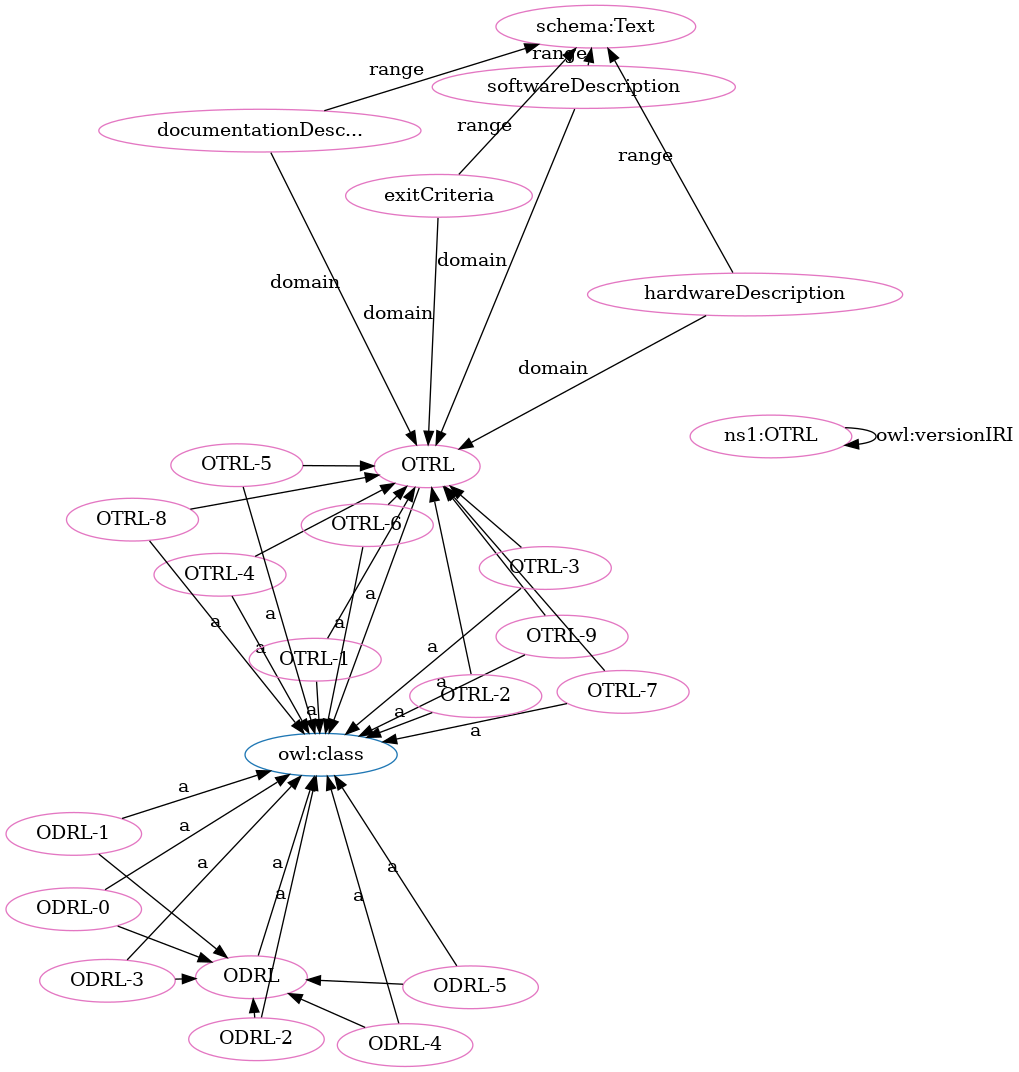 schema:Text
range
range
softwareDescription
documentationDesc...
range
range
exitCriteria
domain
domain
hardwareDescription
domain
domain
ns1:OTRL
owl:versionIRI
OTRL
OTRL-5
OTRL-8
OTRL-6
OTRL-4
OTRL-3
a
a
a
a
OTRL-9
a
a
OTRL-1
a
OTRL-2
OTRL-7
a
a
a
owl:class
a
ODRL-1
a
a
a
a
a
a
ODRL-0
ODRL
ODRL-3
ODRL-5
ODRL-2
ODRL-4